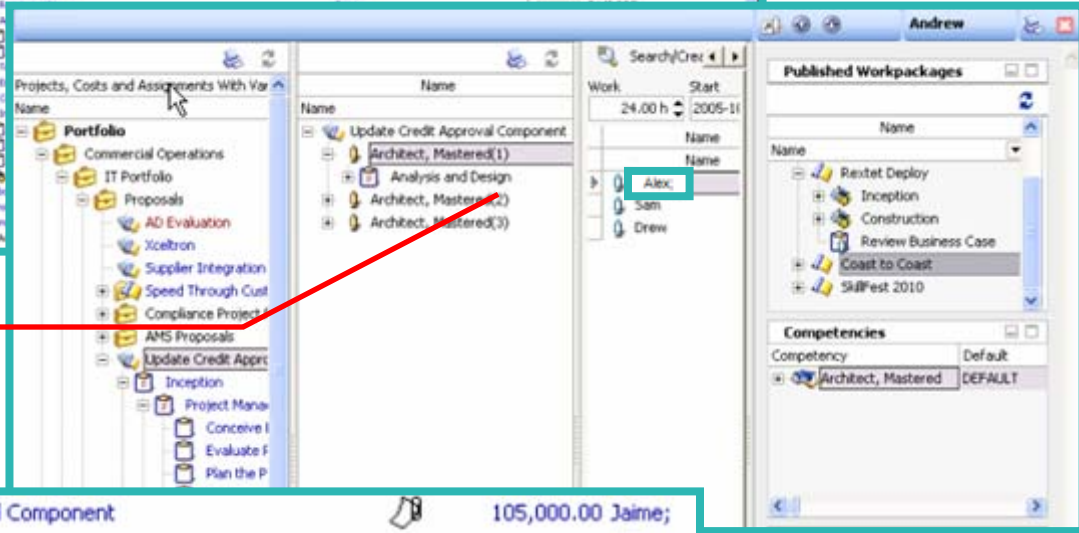 Andrew
Projects, Costs and Assignments With Var
Name
Portfolio
Commercial Operations
IT Portfolio
Proposals
AD Evaluation
Xceltron
Supplier Integration
Speed Through Cust
Compliance Project
AMS Proposals
Update Credit Appro
Inception
Project Mana
Conceive
Evaluate P
Plan the P
Name
Name
Update Credit Approval Component
Architect, Mastered(1)
Analysis and Design
Architect, Mastered(2)
Architect, Mastered(3)
Search/Crea
Work Start
24.00 h 2005-10
Name
Name
Alex;
Sam
Drew
Published Workpackages
Name
Name
Rextet Deploy
Inception
Construction
Review Business Case
Coast to Coast
SkillFest 2010
Competencies
Competency Default
Architect, Mastered DEFAULT
Component 105,000.00 Jaime;